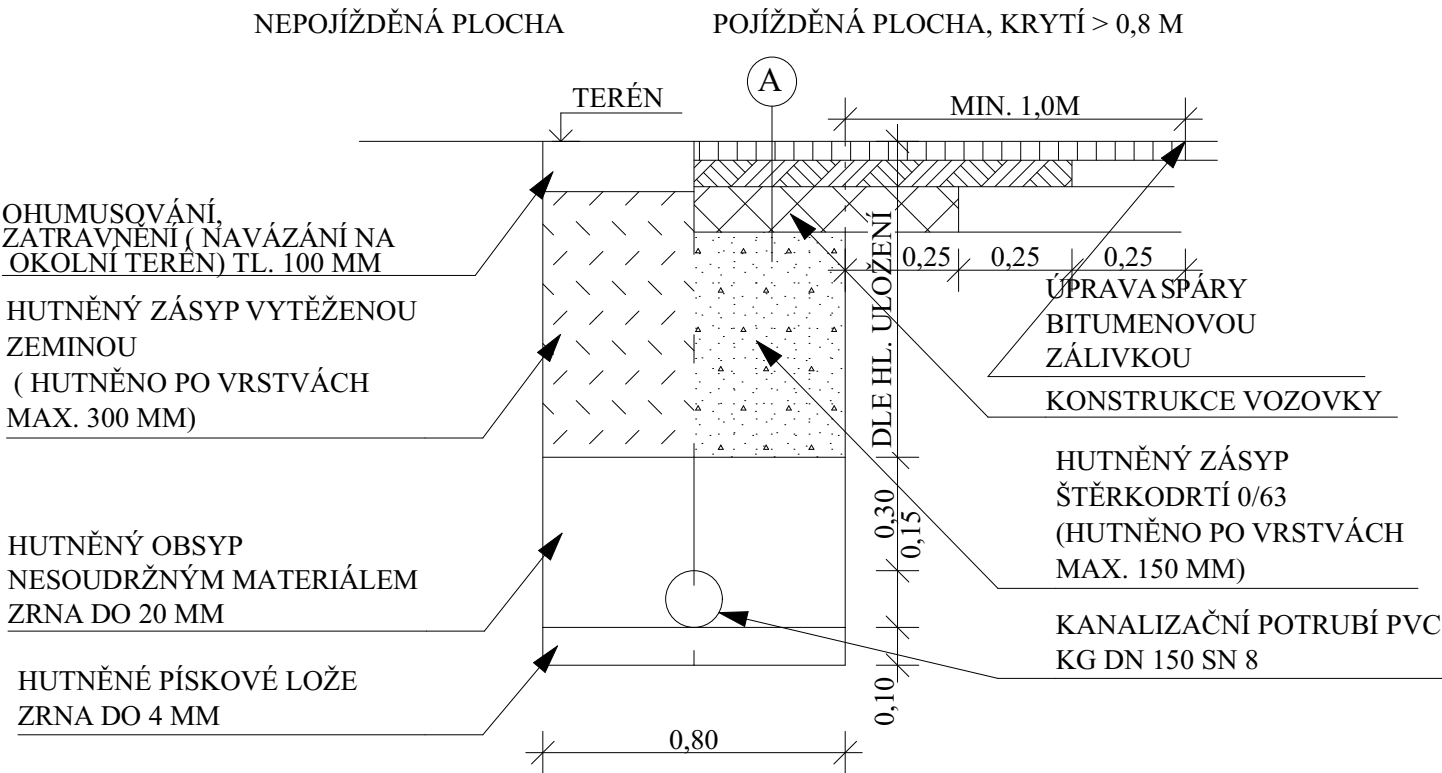 NEPOJÍŽDĚNÁ PLOCHA
POJÍŽDĚNÁ PLOCHA, KRYTÍ > 0,8 M
A
TERÉN
MIN. 1,0M
OHUMUSOVÁNÍ,
ZATRAVNĚNÍ ( NAVÁZÁNÍ NA
OKOLNÍ TERÉN) TL. 100 MM
HUTNĚNÝ ZÁSYP VYTĚŽENOU
ZEMINOU
( HUTNĚNO PO VRSTVÁCH
MAX. 300 MM)
HUTNĚNÝ OBSYP
NESOUDRŽNÝM MATERIÁLEM
ZRNA DO 20 MM
HUTNĚNÉ PÍSKOVÉ LOŽE
ZRNA DO 4 MM
DLE HL. ULOŽENÍ
0,30
0,15
0,10
0,80
0,25
0,25
0,25
ÚPRAVA SPÁRY
BITUMENOVOU
ZÁLIVKOU
KONSTRUKCE VOZOVKY
HUTNĚNÝ ZÁSYP
ŠTĚRKODRTÍ 0/63
(HUTNĚNO PO VRSTVÁCH
MAX. 150 MM)
KANALIZAČNÍ POTRUBÍ PVC
KG DN 150 SN 8